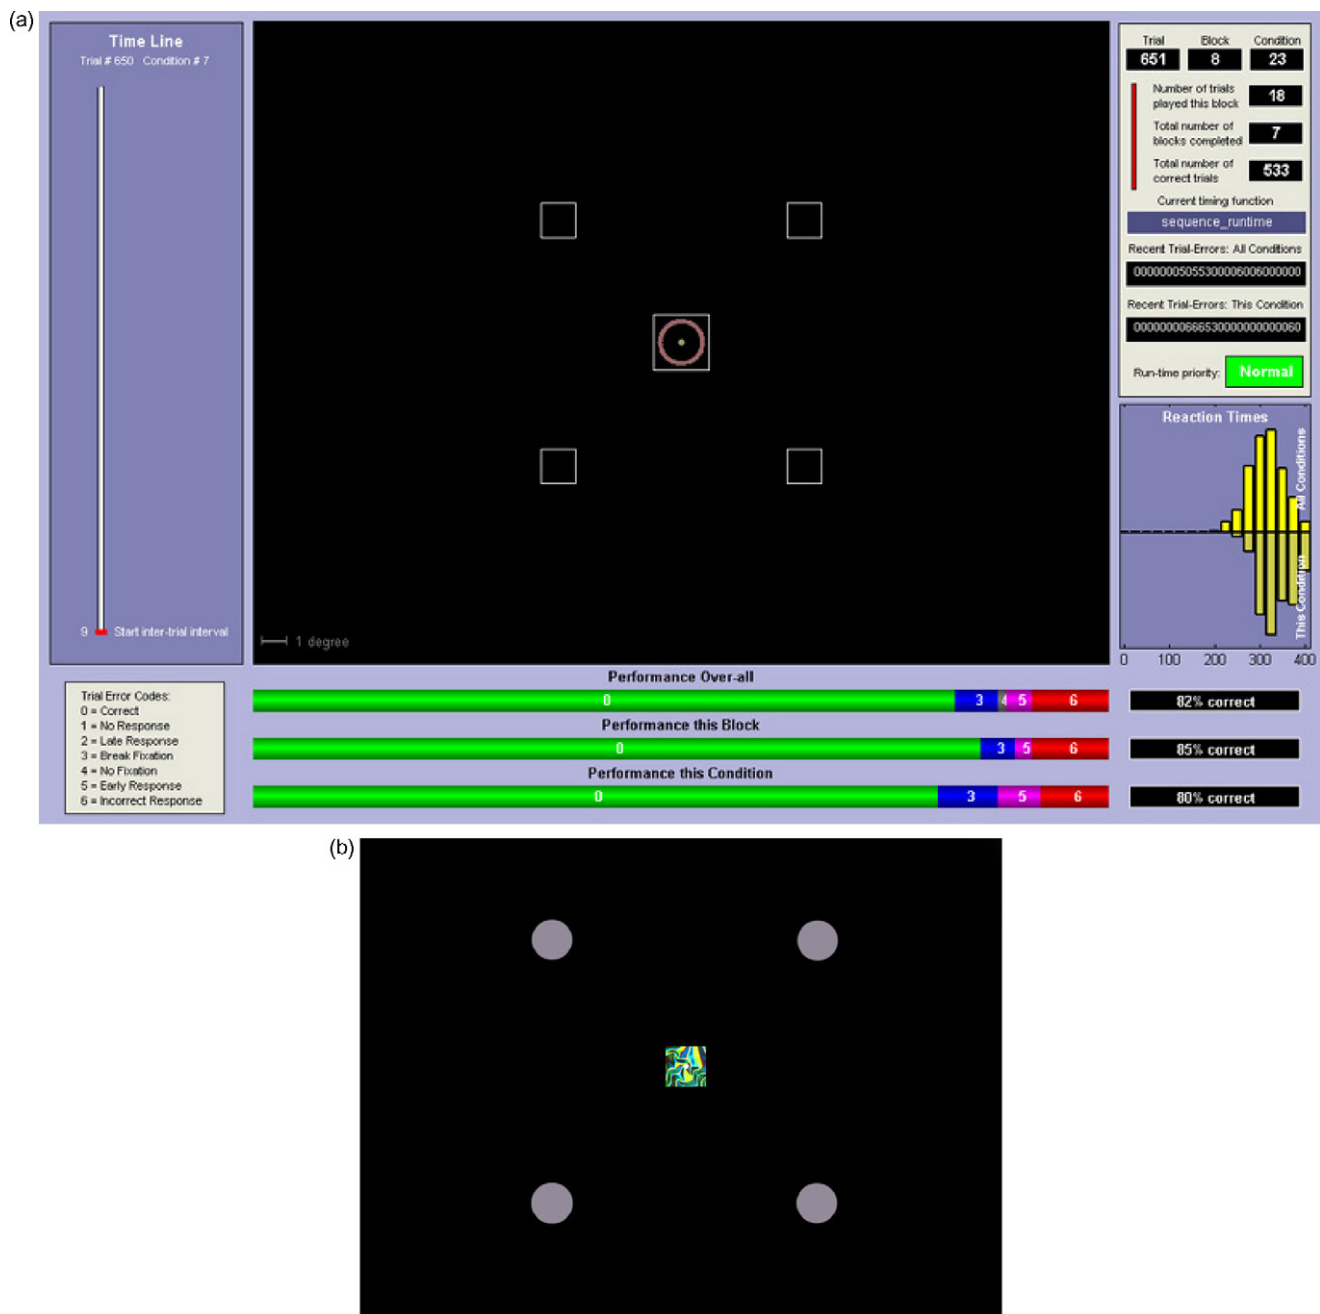 (a)
Time Line
Trial # 650 Condition # 7
9 Start inter-trial interval
1 degree
Trial Block Condition
651 8 23
Number of trials
played this block
18
Total number of
blocks completed
7
Total number of
correct trials
533
Current timing function
sequence_runtime
Recent Trial-Errors: All Conditions
00000005055300006006000000
Recent Trial-Errors: This Condition
0000000066653000000000060
Run-time priority: Normal
Reaction Times
All Conditions
This Condition
0 100 200 300 400
Trial Error Codes:
0 = Correct
1 = No Response
2 = Late Response
3 = Break Fixation
4 = No Fixation
5 = Early Response
6 = Incorrect Response
Performance Over-all
0 3 4 5 6
82% correct
Performance this Block
0 3 5 6
85% correct
Performance this Condition
0 3 5 6
80% correct
(b)